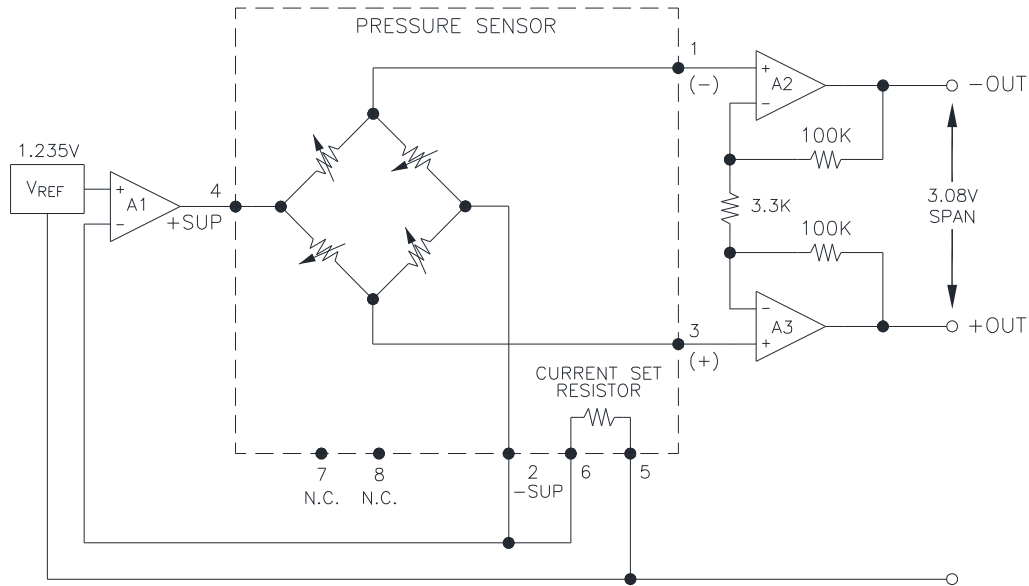 PRESSURE SENSOR
1
(−)
+
A2
−
−OUT
100K
1.235V
VREF
+
A1
−
4
+SUP
3.3K
3.08V
SPAN
100K
−
A3
+
+OUT
3
(+)
CURRENT SET
RESISTOR
7
N.C.
8
N.C.
2
−SUP
6
5